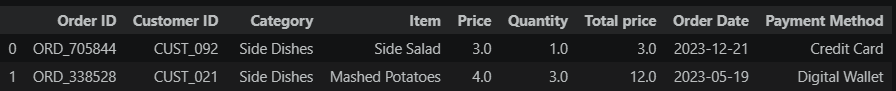 Order ID Customer ID Category Item Price Quantity Total price Order Date Payment Method
0 ORD_705844 CUST_092 Side Dishes Side Salad 3.0 1.0 3.0 2023-12-21 Credit Card
1 ORD_338528 CUST_021 Side Dishes Mashed Potatoes 4.0 3.0 12.0 2023-05-19 Digital Wallet